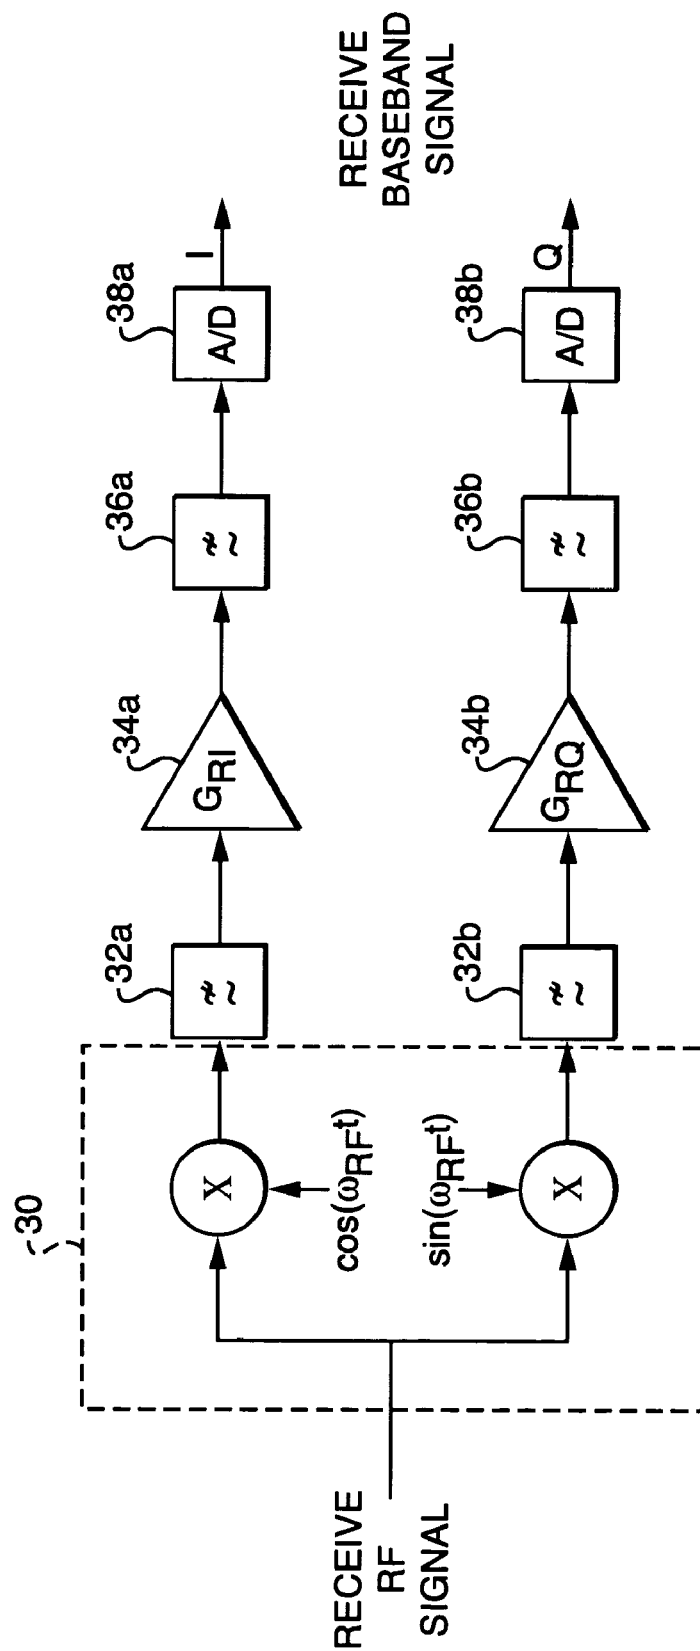 30
RECEIVE
RF
SIGNAL
X
cos(ωRFt)
sin(ωRFt)
X
32a
34a
GRI
36a
38a
A/D
I
32b
34b
GRQ
36b
38b
A/D
Q
RECEIVE
BASEBAND
SIGNAL